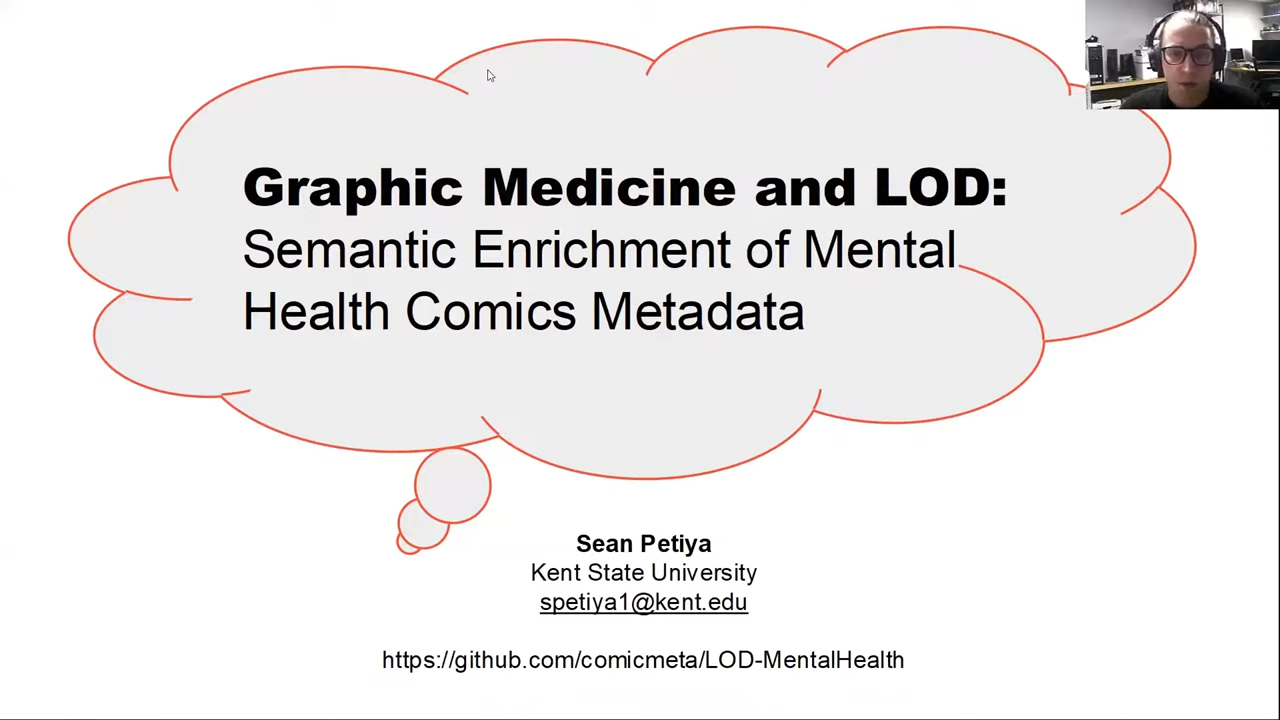 Graphic Medicine and LOD:
Semantic Enrichment of Mental
Health Comics Metadata
Sean Petiya
Kent State University
spetiya1@kent.edu
https://github.com/comicmeta/LOD-MentalHealth